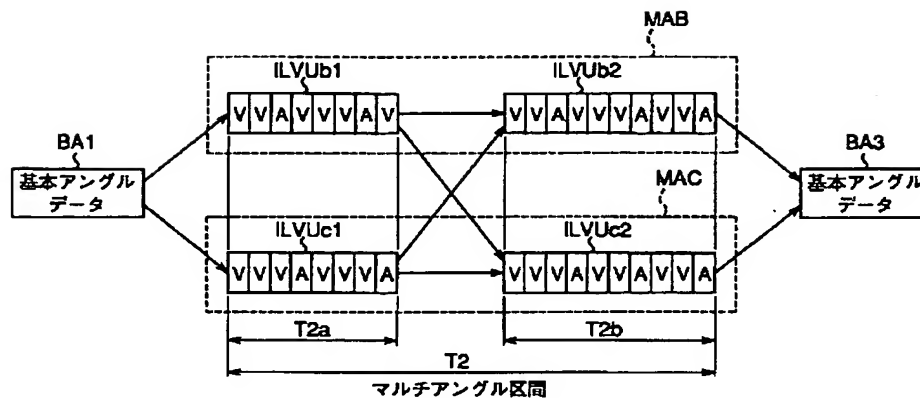 MAB
ILVUb1 ILVUb2
V V A V V V A V V V A V V V A V V A
BA1 BA3
基本アングル
データ
基本アングル
データ
MAC
ILVUc1 ILVUc2
V V V A V V V A V V V A V V A V V A
T2a T2b
T2
マルチアングル区間